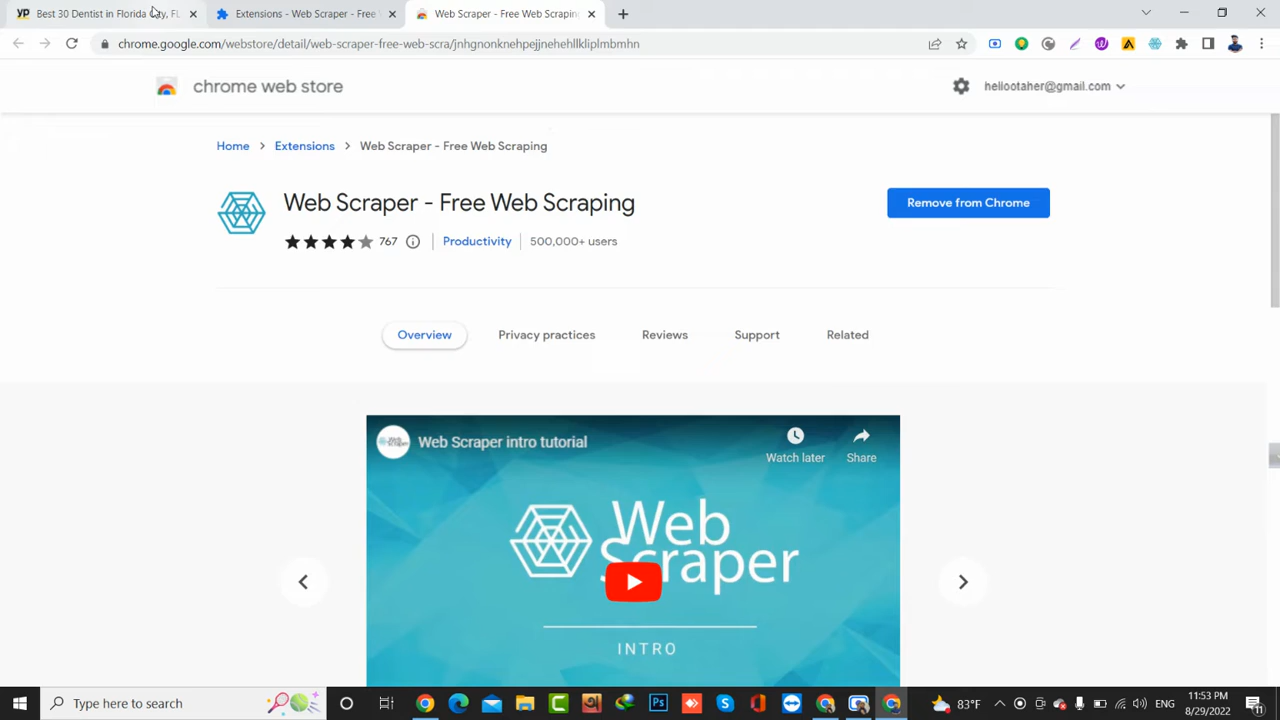 yp Best 30 Dentist in Florida City, FL
Extensions - Web Scraper - Free
Web Scraper - Free Web Scraping
chrome.google.com/webstore/detail/web-scraper-free-web-scra/jnhgnonknehpejjnehehllkliplmbmhn
chrome web store
hellootaher@gmail.com
Home > Extensions > Web Scraper - Free Web Scraping
Web Scraper - Free Web Scraping
Remove from Chrome
767
Productivity
500,000+ users
Overview
Privacy practices
Reviews
Support
Related
Web Scraper intro tutorial
Watch later
Share
Web
Scraper
INTRO
Type here to search
83°F
ENG
11:53 PM
8/29/2022